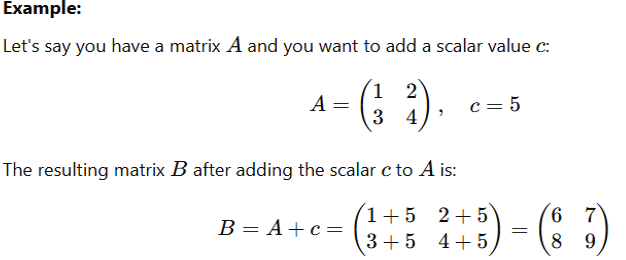 Example:
Let's say you have a matrix A and you want to add a scalar value c:
A = \begin{pmatrix} 1 & 2 \\ 3 & 4 \end{pmatrix}, c = 5
The resulting matrix B after adding the scalar c to A is:
B = A + c = \begin{pmatrix} 1 + 5 & 2 + 5 \\ 3 + 5 & 4 + 5 \end{pmatrix} = \begin{pmatrix} 6 & 7 \\ 8 & 9 \end{pmatrix}